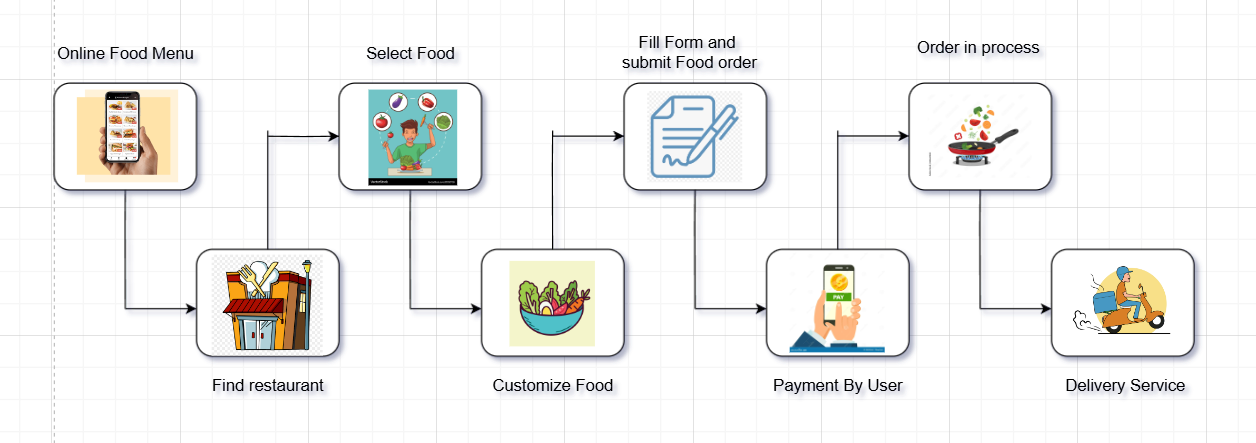 Online Food Menu
Select Food
Fill Form and
submit Food order
Order in process
PAY
Find restaurant
Customize Food
Payment By User
Delivery Service